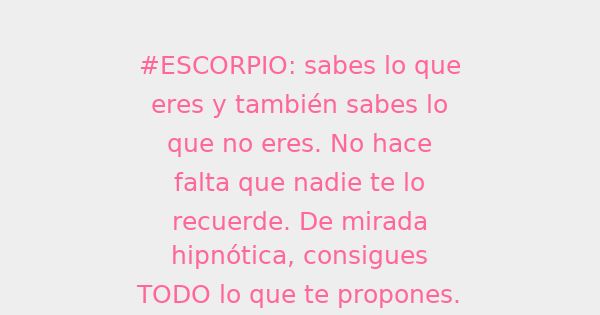 #ESCORPIO: sabes lo que
eres y también sabes lo
que no eres. No hace
falta que nadie te lo
recuerde. De mirada
hipnótica, consigues
TODO lo que te propones.